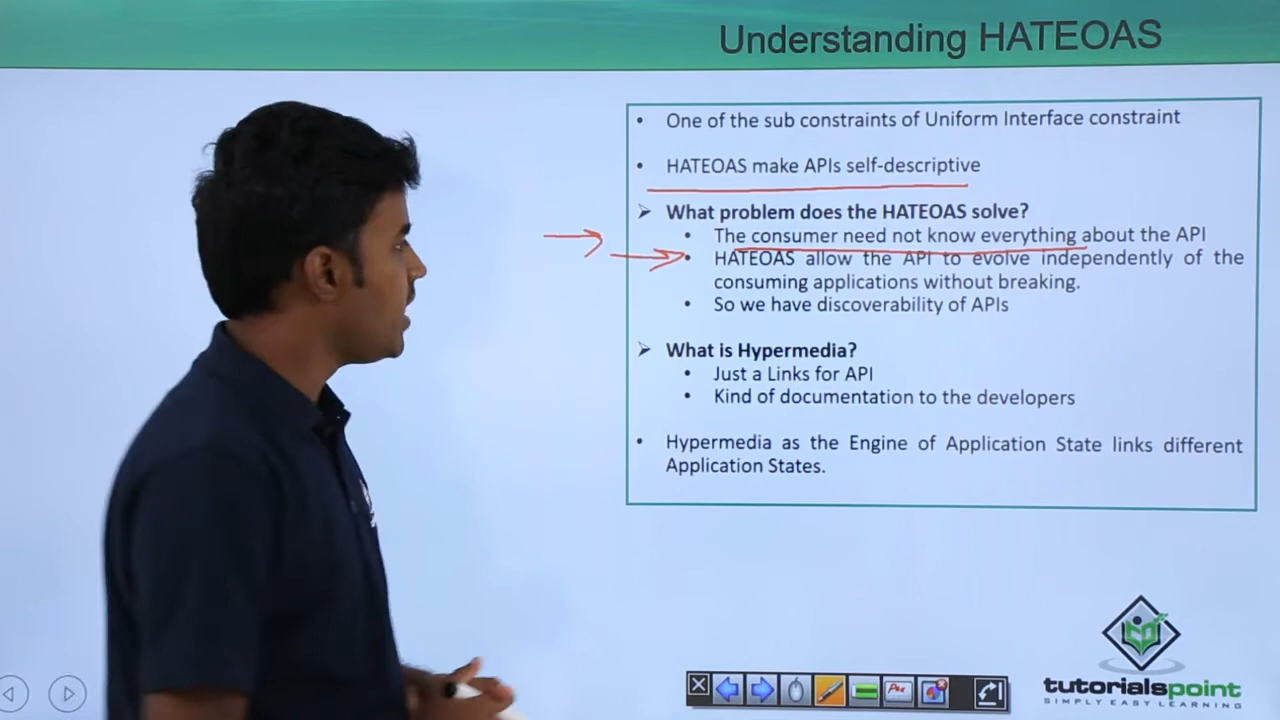 Understanding HATEOAS
• One of the sub constraints of Uniform Interface constraint
• HATEOAS make APIs self-descriptive
➢ What problem does the HATEOAS solve?
• The consumer need not know everything about the API
• HATEOAS allow the API to evolve independently of the
consuming applications without breaking.
• So we have discoverability of APIs
➢ What is Hypermedia?
• Just a Links for API
• Kind of documentation to the developers
• Hypermedia as the Engine of Application State links different
Application States.
Pen
tutorialspoint
SIMPLY EASY LEARNING